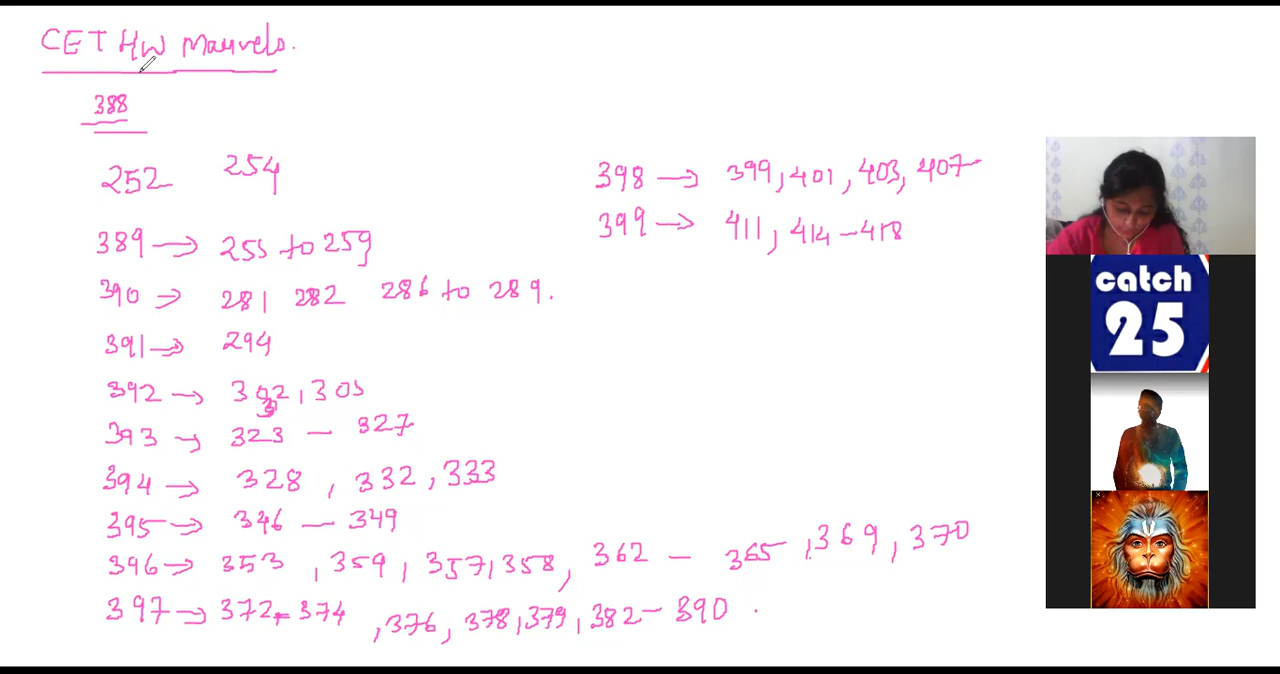 CET HW Marvels.
388
252 254
389 → 255 to 259
390 → 281 282 286 to 289.
391 → 294
392 → 302, 305
393 → 323 – 327
394 → 328, 332, 333
395 → 346 – 349
396 → 353, 359, 357, 358, 362 – 365, 369, 370
397 → 372 – 374, 376, 378, 379, 382 – 390.
398 → 399, 401, 403, 407
399 → 411, 414 – 418
catch
25